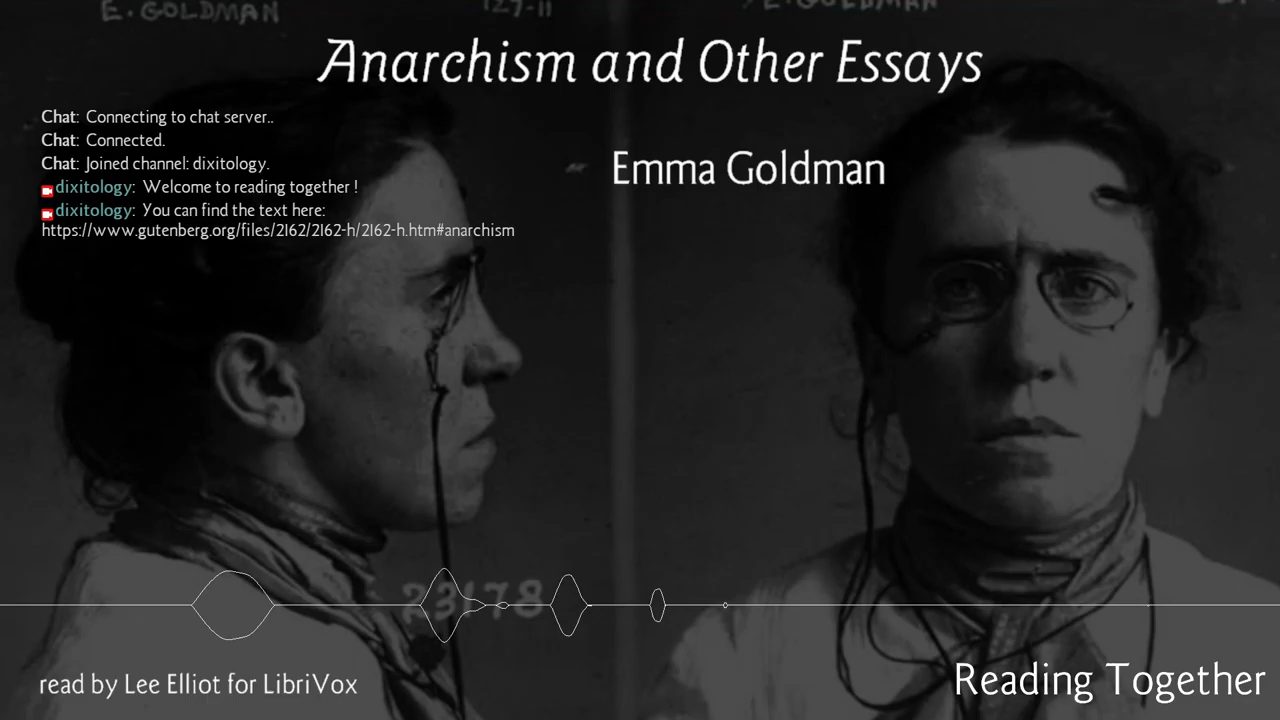 E. GOLDMAN
127-11
E. GOLDMAN
Anarchism and Other Essays
Emma Goldman
Chat: Connecting to chat server..
Chat: Connected.
Chat: Joined channel: dixitology.
dixitology: Welcome to reading together !
dixitology: You can find the text here:
https://www.gutenberg.org/files/2162/2162-h/2162-h.htm#anarchism
23178
read by Lee Elliot for LibriVox
Reading Together